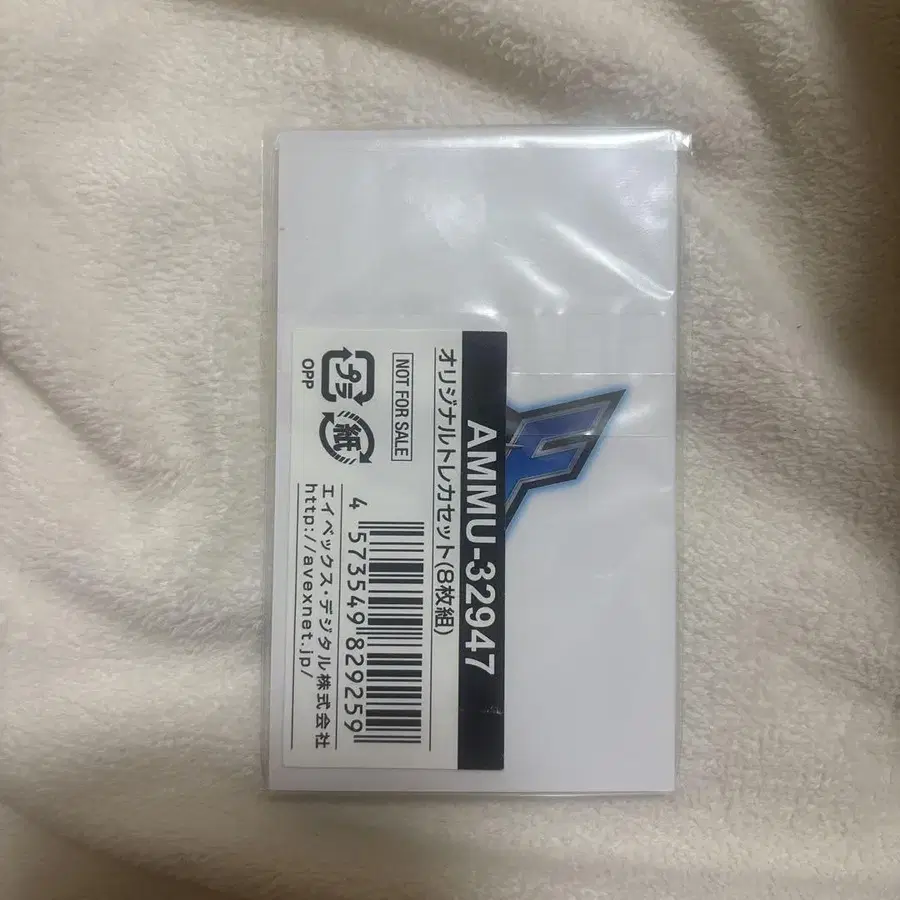 AMMU-32947
オリジナルトレカセット(8枚組)
NOT FOR SALE
プラ
OPP
紙
4 573549 829259
エイベックス・デジタル株式会社
http://avexnet.jp/